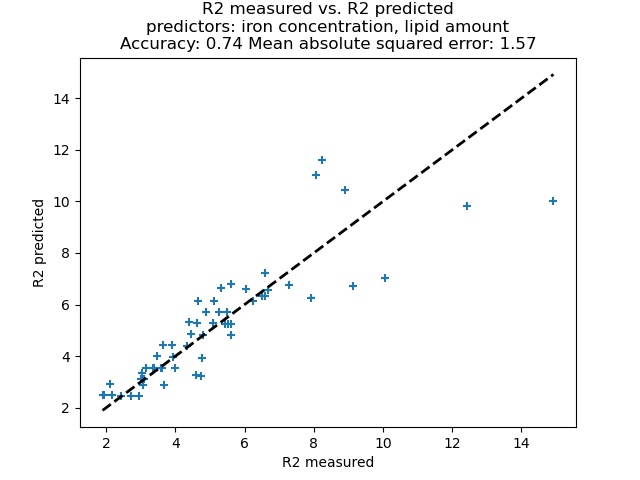 R2 measured vs. R2 predicted
predictors: iron concentration, lipid amount
Accuracy: 0.74 Mean absolute squared error: 1.57
14
12
10
8
6
4
2
R2 predicted
2 4 6 8 10 12 14
R2 measured